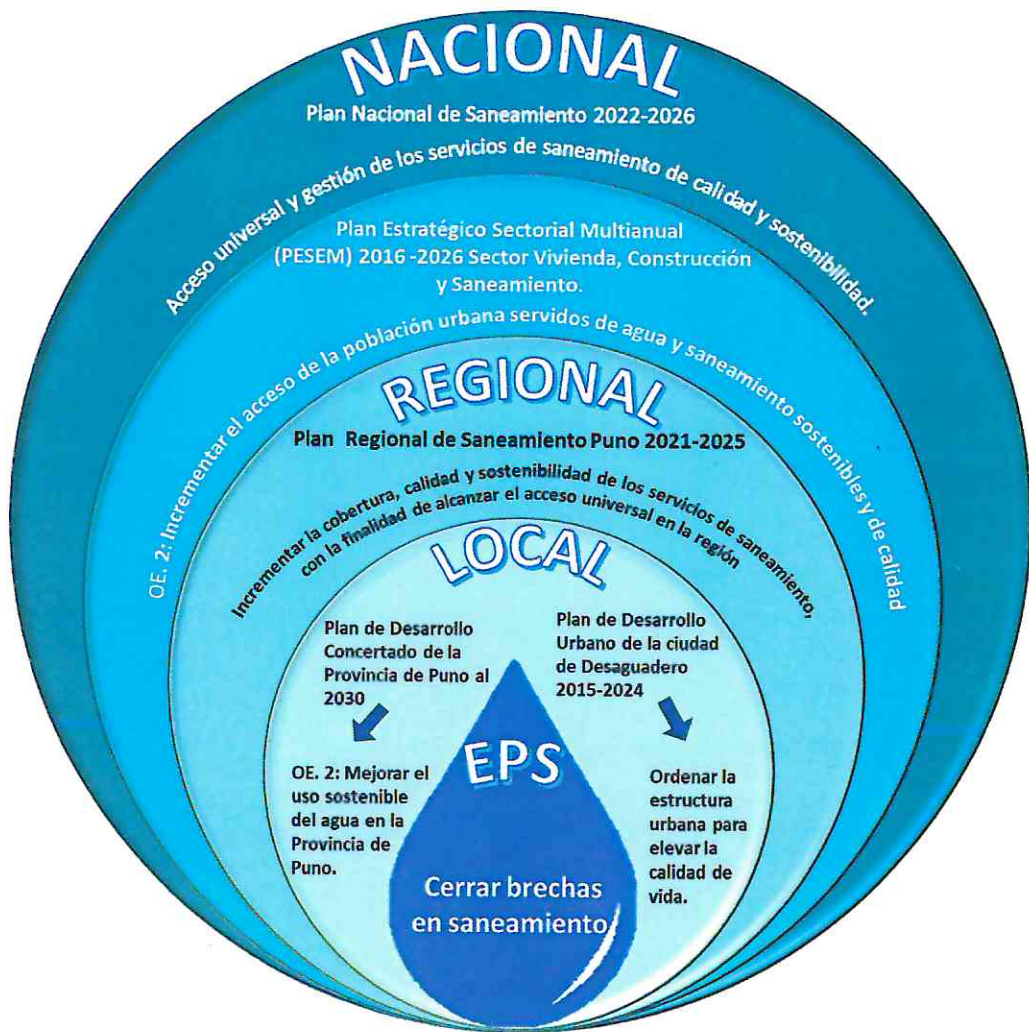 NACIONAL
Plan Nacional de Saneamiento 2022-2026
Acceso universal y gestión de los servicios de saneamiento de calidad y sostenibilidad.
Plan Estratégico Sectorial Multianual
(PESEM) 2016 -2026 Sector Vivienda, Construcción
y Saneamiento.
OE. 2: Incrementar el acceso de la población urbana servidos de agua y saneamiento sostenibles y de calidad
REGIONAL
Plan Regional de Saneamiento Puno 2021-2025
Incrementar la cobertura, calidad y sostenibilidad de los servicios de saneamiento,
con la finalidad de alcanzar el acceso universal en la región
LOCAL
Plan de Desarrollo
Concertado de la
Provincia de Puno al
2030
OE. 2: Mejorar el
uso sostenible
del agua en la
Provincia de
Puno.
Plan de Desarrollo
Urbano de la ciudad
de Desaguadero
2015-2024
Ordenar la
estructura
urbana para
elevar la
calidad de
vida.
EPS
Cerrar brechas
en saneamiento